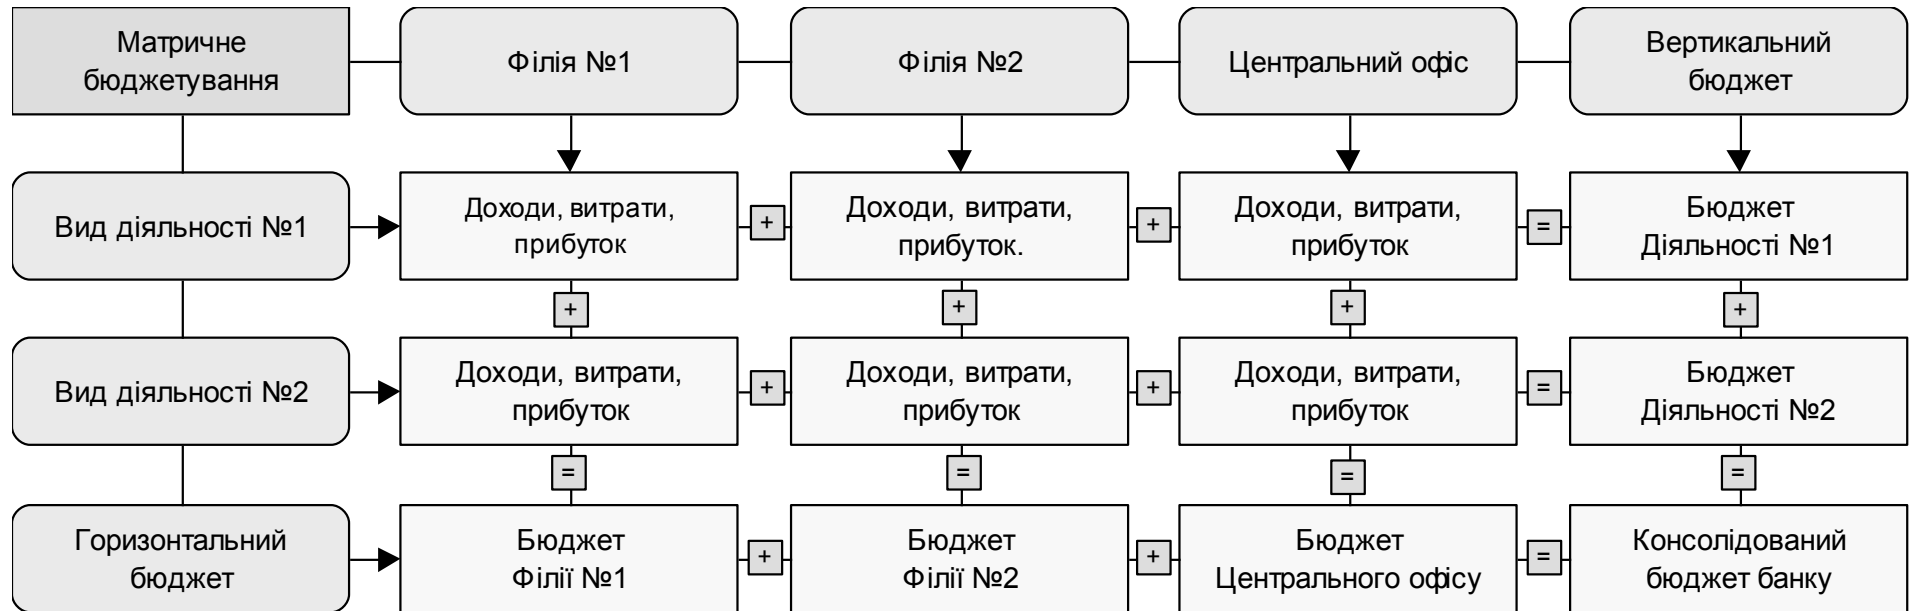 Матричне
бюджетування
Філія №1
Філія №2
Центральний офіс
Вертикальний
бюджет
Вид діяльності №1
Доходи, витрати,
прибуток
+
Доходи, витрати,
прибуток.
+
Доходи, витрати,
прибуток
=
Бюджет
Діяльності №1
+
+
+
+
Вид діяльності №2
Доходи, витрати,
прибуток
+
Доходи, витрати,
прибуток
+
Доходи, витрати,
прибуток
=
Бюджет
Діяльності №2
=
=
=
=
Горизонтальний
бюджет
Бюджет
Філії №1
+
Бюджет
Філії №2
+
Бюджет
Центрального офісу
=
Консолідований
бюджет банку